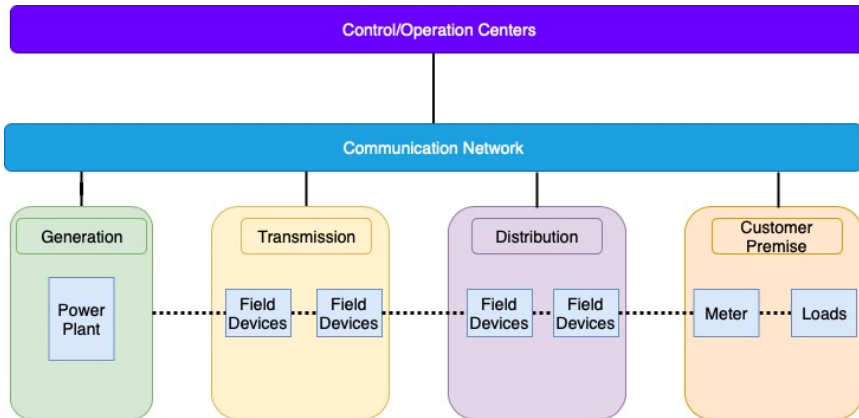 Control/Operation Centers
Communication Network
Generation
Transmission
Distribution
Customer
Premise
Power
Plant
Field
Devices
Field
Devices
Field
Devices
Field
Devices
Meter
Loads